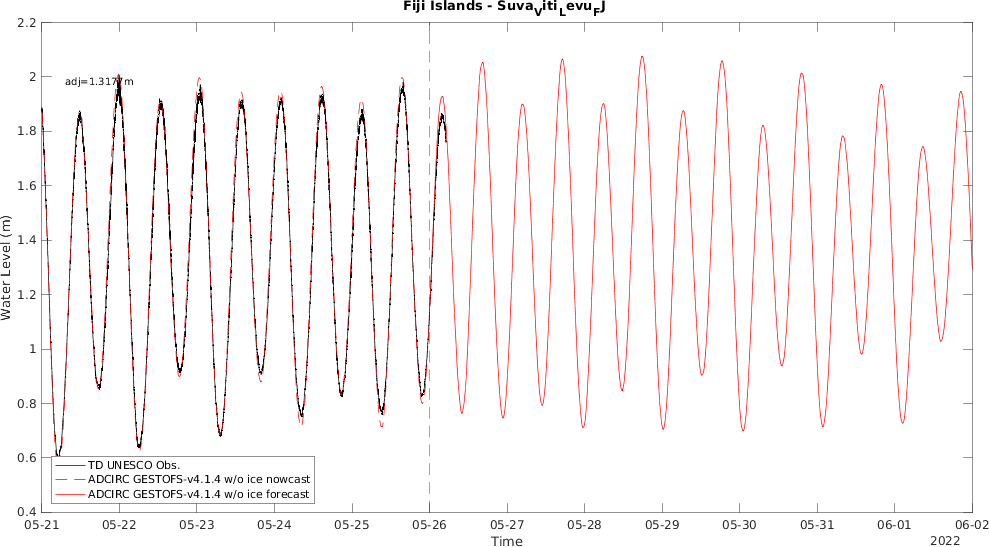 Fiji Islands - SuvaVitiLevuFJ
adj=1.3177m
Water Level (m)
2.2
2
1.8
1.6
1.4
1.2
1
0.8
0.6
0.4
TD UNESCO Obs.
ADCIRC GESTOFS-v4.1.4 w/o ice nowcast
ADCIRC GESTOFS-v4.1.4 w/o ice forecast
05-21 05-22 05-23 05-24 05-25 05-26 05-27 05-28 05-29 05-30 05-31 06-01 06-02
Time
2022